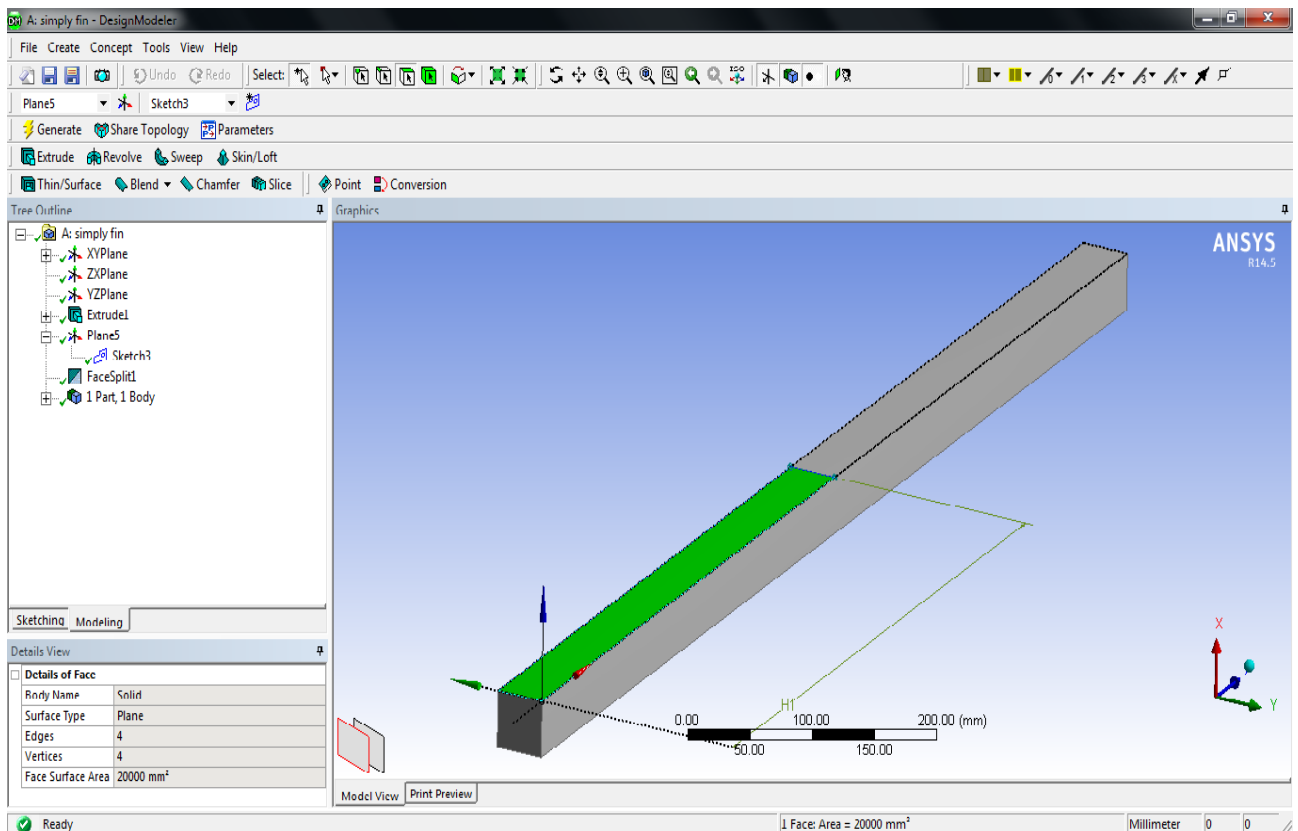 A: simply fin - DesignModeler
File Create Concept Tools View Help
Undo Redo Select: ISO
Plane5 Sketch3
Generate Share Topology Parameters
Extrude Revolve Sweep Skin/Loft
Thin/Surface Blend Chamfer Slice Point Conversion
Tree Outline
A: simply fin
XYPlane
ZXPlane
YZPlane
Extrude1
Plane5
Sketch3
FaceSplit1
1 Part, 1 Body
Sketching Modeling
Details View
Details of Face
Body Name Solid
Surface Type Plane
Edges 4
Vertices 4
Face Surface Area 20000 mm²
Graphics
ANSYS
R14.5
H1
0.00 100.00 200.00 (mm)
50.00 150.00
X
Y
Model View Print Preview
Ready 1 Face: Area = 20000 mm² Millimeter 0 0